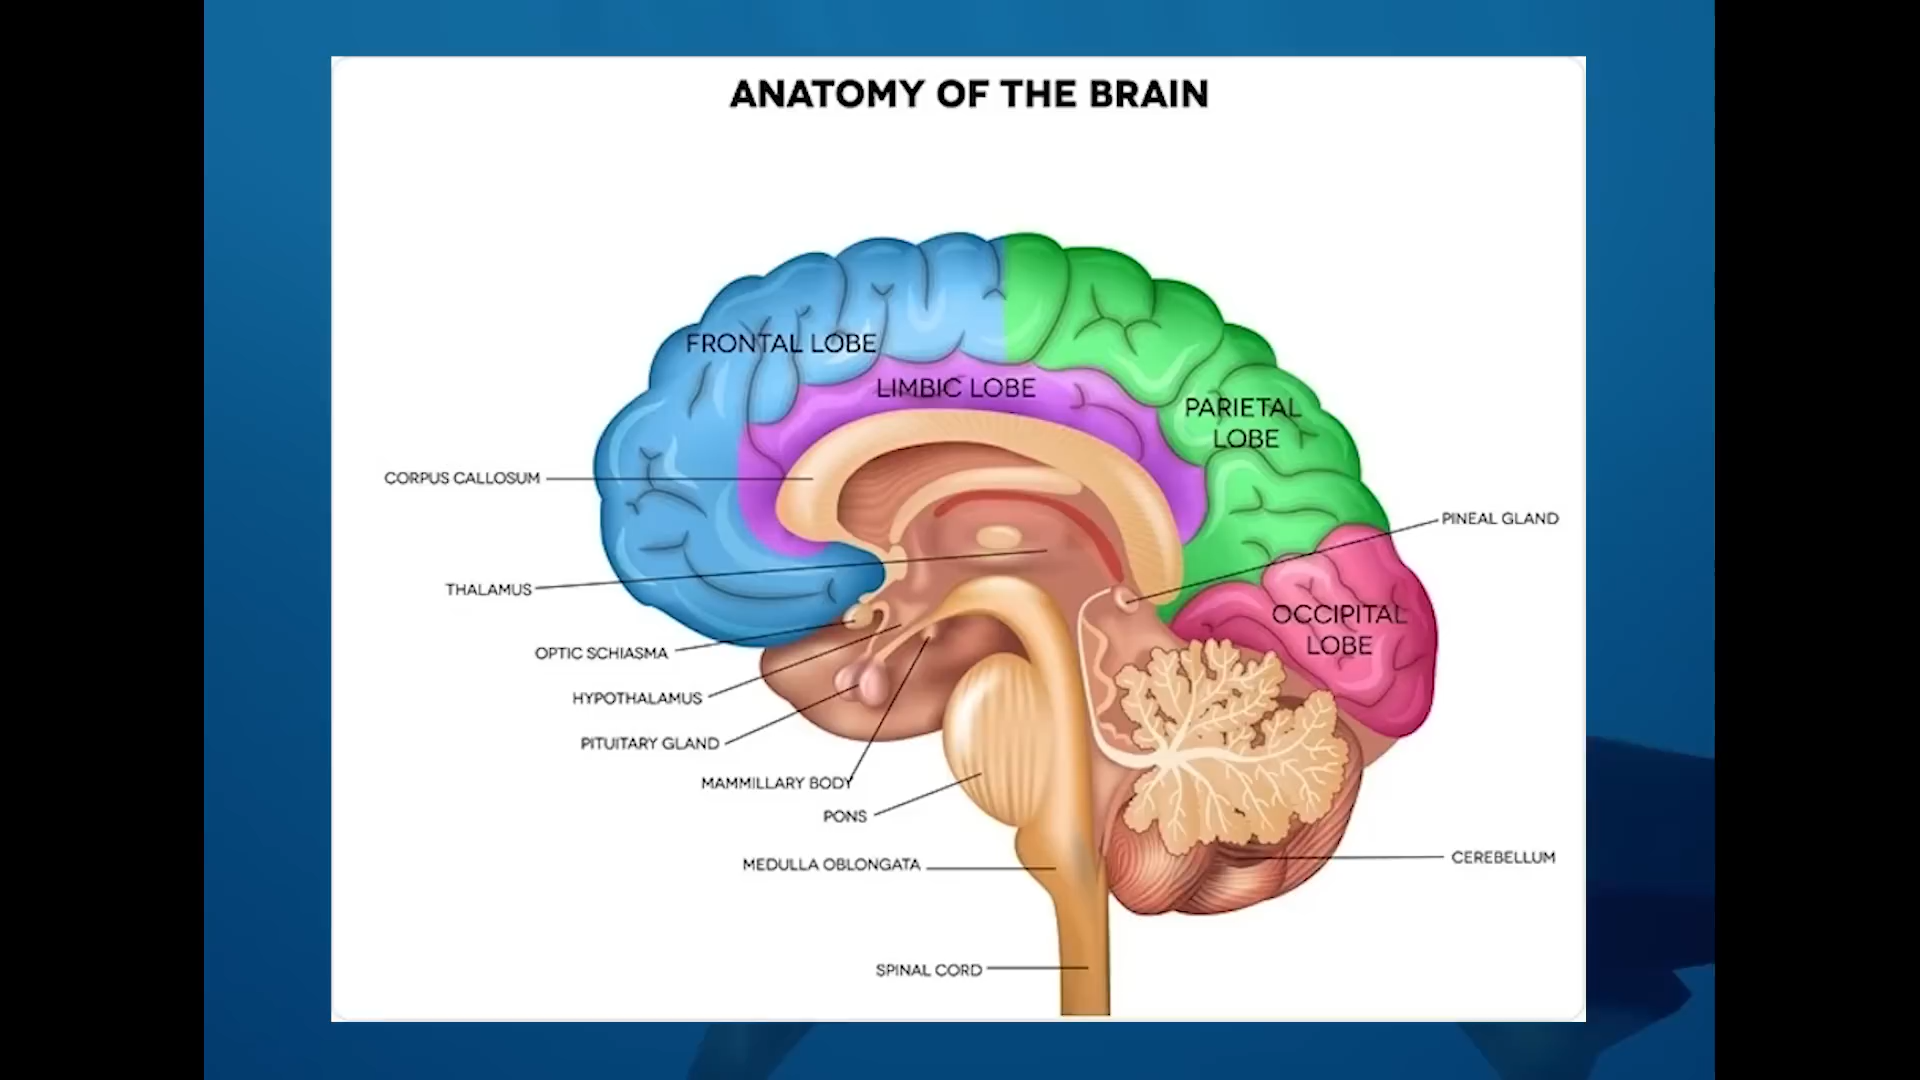 ANATOMY OF THE BRAIN
FRONTAL LOBE
LIMBIC LOBE
PARIETAL
LOBE
CORPUS CALLOSUM
PINEAL GLAND
THALAMUS
OCCIPITAL
LOBE
OPTIC SCHIASMA
HYPOTHALAMUS
PITUITARY GLAND
MAMMILLARY BODY
PONS
MEDULLA OBLONGATA
CEREBELLUM
SPINAL CORD